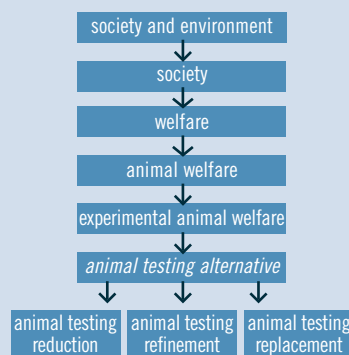 society and environment
society
welfare
animal welfare
experimental animal welfare
animal testing alternative
animal testing
reduction
animal testing
refinement
animal testing
replacement